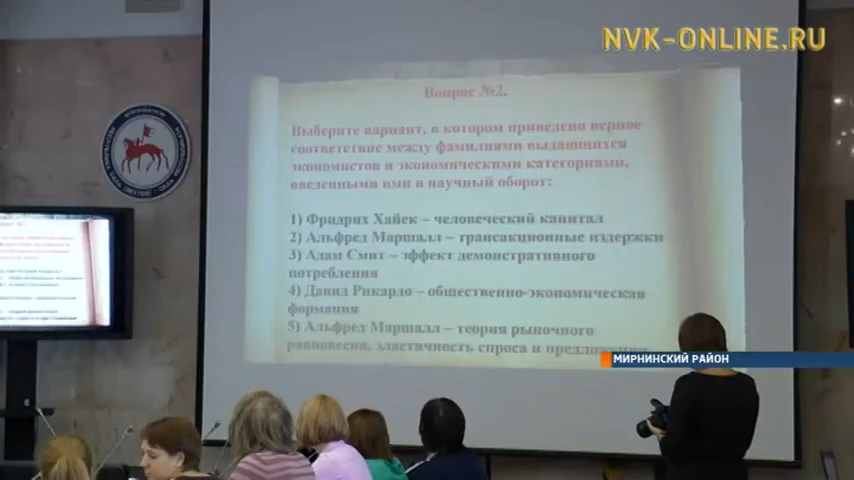 NVK-ONLINE.RU
Вопрос №2.
Выберите вариант, в котором приведено верное
соответствие между фамилиями выдающихся
экономистов и экономическими категориями,
введенными ими в научный оборот:
1) Фридрих Хайек – человеческий капитал
2) Альфред Маршалл – трансакционные издержки
3) Адам Смит – эффект демонстративного
потребления
4) Давид Рикардо – общественно-экономическая
формация
5) Альфред Маршалл – теория рыночного
равновесия, эластичность спроса и предложения
МИРНИНСКИЙ РАЙОН